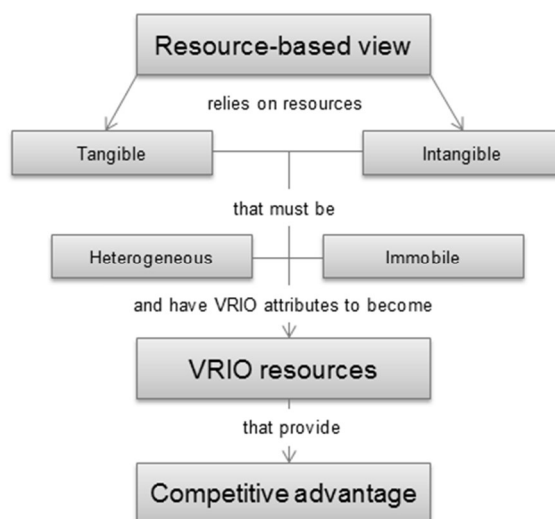 Resource-based view
relies on resources
Tangible
Intangible
that must be
Heterogeneous
Immobile
and have VRIO attributes to become
VRIO resources
that provide
Competitive advantage